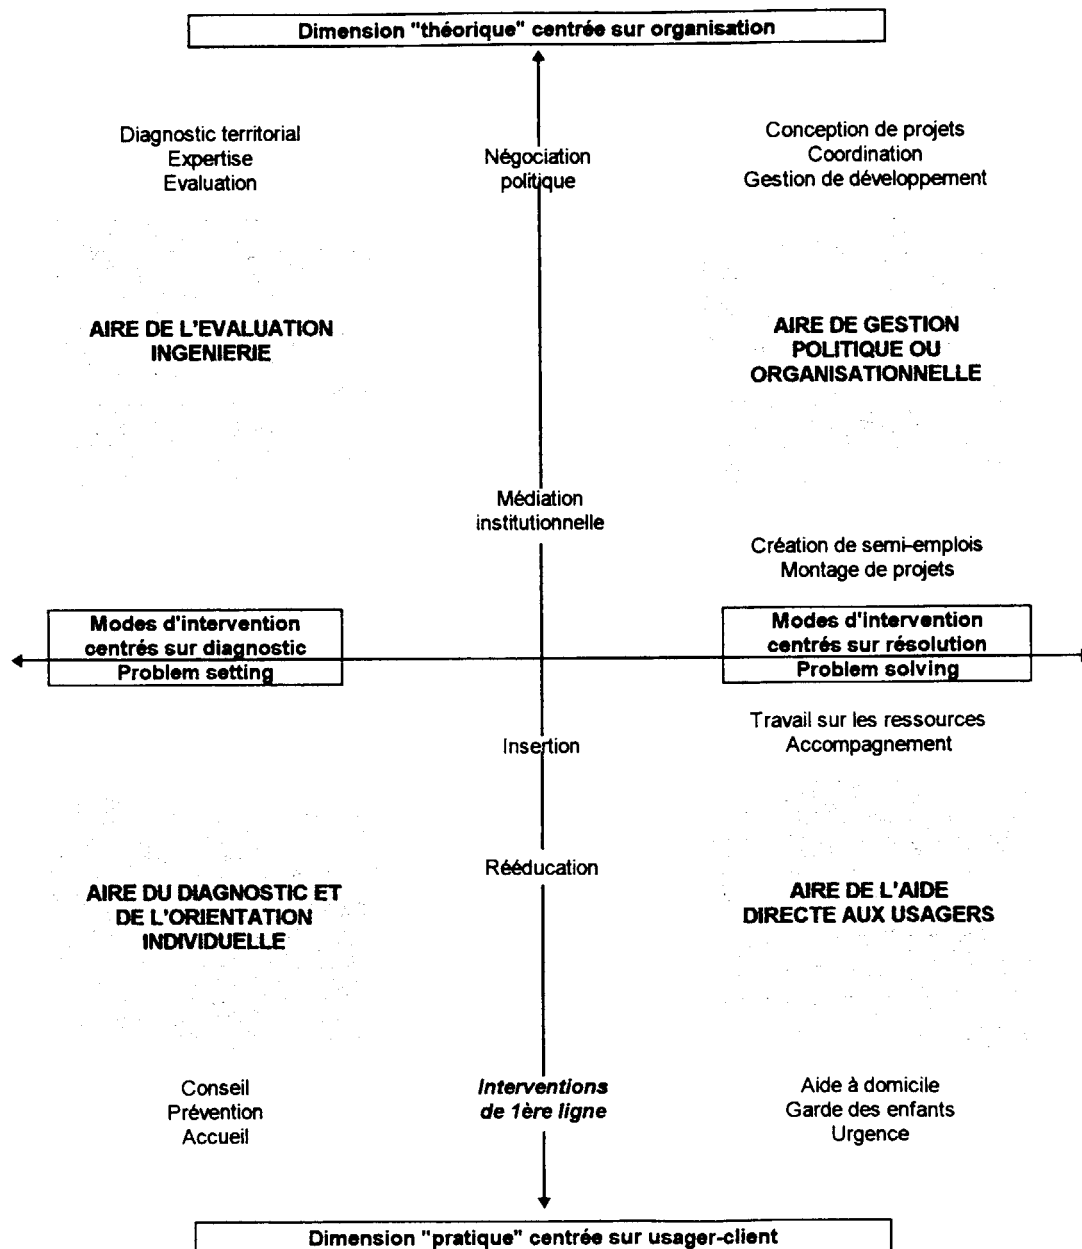 Dimension "théorique" centrée sur organisation
Diagnostic territorial
Expertise
Evaluation
Négociation
politique
Conception de projets
Coordination
Gestion de développement
AIRE DE L'EVALUATION
INGENIERIE
AIRE DE GESTION
POLITIQUE OU
ORGANISATIONNELLE
Médiation
institutionnelle
Création de semi-emplois
Montage de projets
Modes d'intervention
centrés sur diagnostic
Problem setting
Modes d'intervention
centrés sur résolution
Problem solving
Insertion
Travail sur les ressources
Accompagnement
Rééducation
AIRE DU DIAGNOSTIC ET
DE L'ORIENTATION
INDIVIDUELLE
AIRE DE L'AIDE
DIRECTE AUX USAGERS
Conseil
Prévention
Accueil
Interventions
de 1ère ligne
Aide à domicile
Garde des enfants
Urgence
Dimension "pratique" centrée sur usager-client